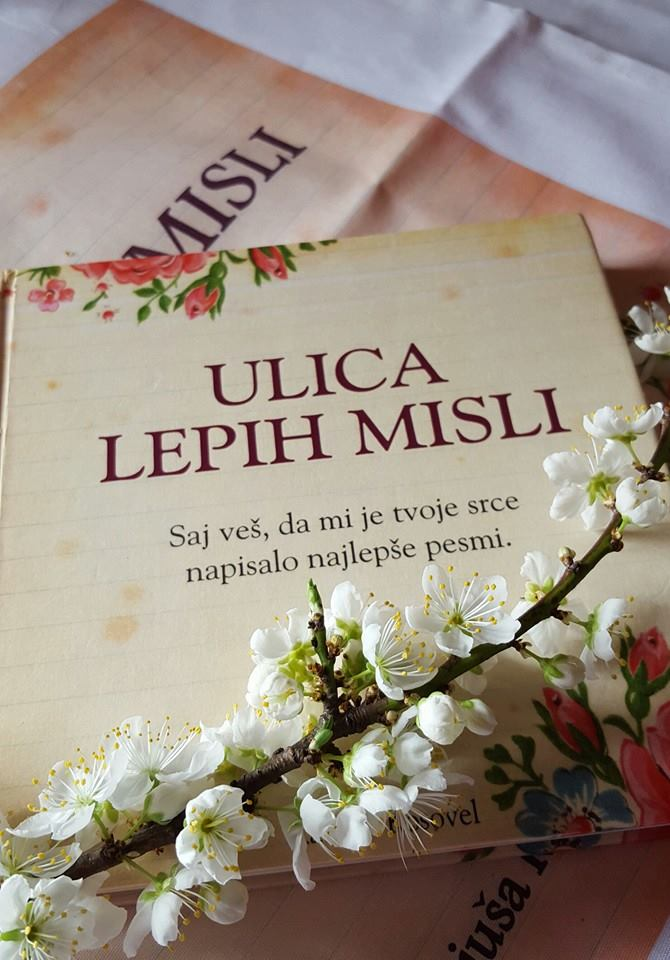 MISLI
ULICA
LEPIH MISLI
Saj veš, da mi je tvoje srce
napisalo najlepše pesmi.